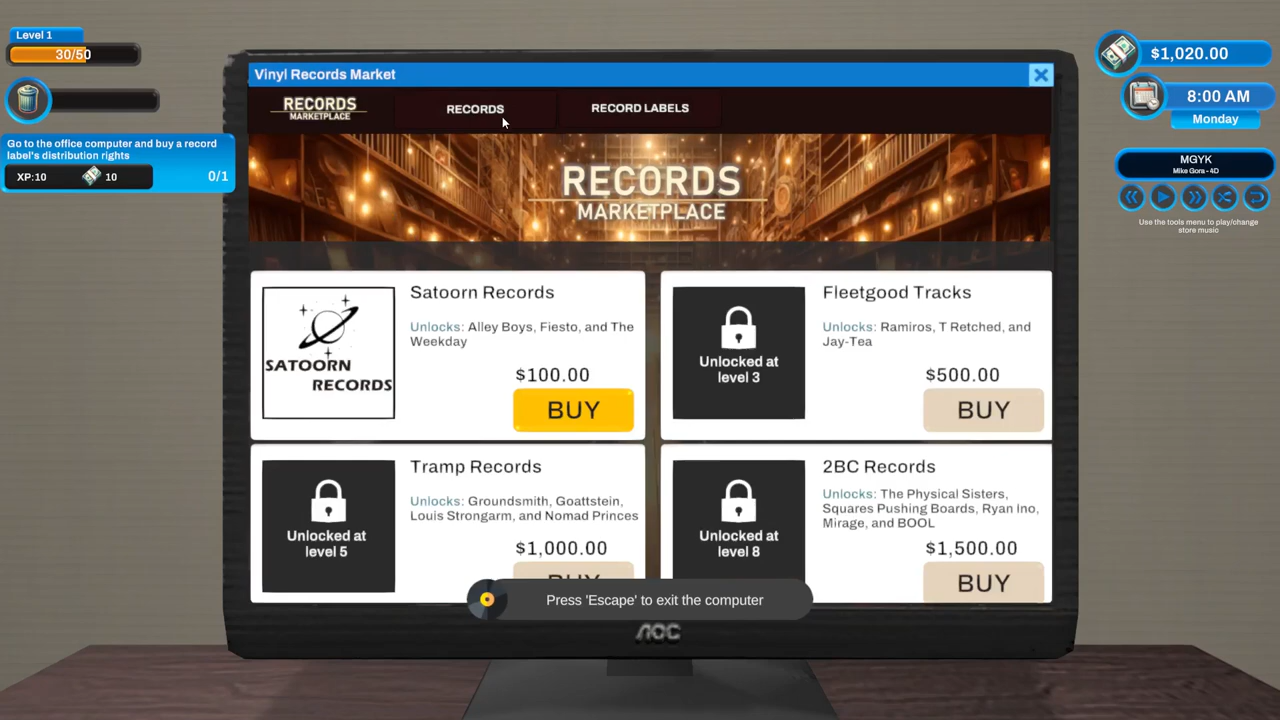 Level 1
30/50
Go to the office computer and buy a record
label's distribution rights
XP:10
10
0/1
$1,020.00
8:00 AM
Monday
MGYK
Mike Gora - 4D
Use the tools menu to play/change
store music
Vinyl Records Market
RECORDS
MARKETPLACE
RECORDS
RECORD LABELS
RECORDS
MARKETPLACE
SATOORN
RECORDS
Satoorn Records
Unlocks: Alley Boys, Fiesto, and The
Weekday
$100.00
BUY
Unlocked at
level 3
Fleetgood Tracks
Unlocks: Ramiros, T Retched, and
Jay-Tea
$500.00
BUY
Unlocked at
level 5
Tramp Records
Unlocks: Groundsmith, Goattstein,
Louis Strongarm, and Nomad Princes
$1,000.00
BUY
Unlocked at
level 8
2BC Records
Unlocks: The Physical Sisters,
Squares Pushing Boards, Ryan Ino,
Mirage, and BOOL
$1,500.00
BUY
Press 'Escape' to exit the computer
AOC